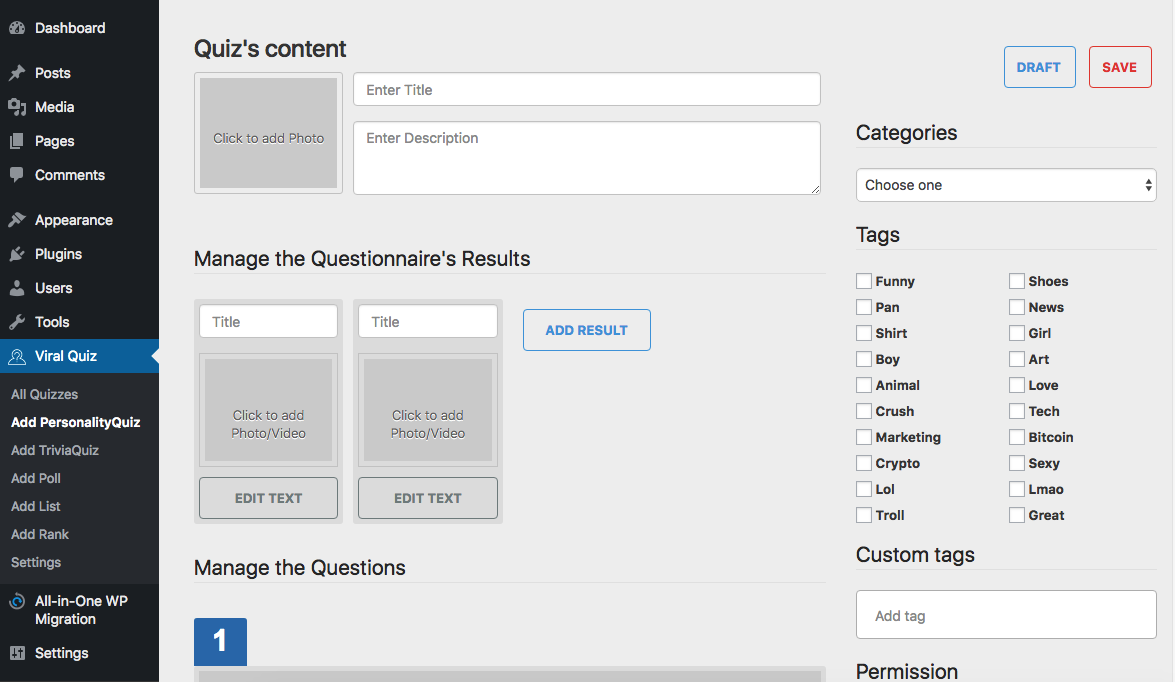 Dashboard
Posts
Media
Pages
Comments
Appearance
Plugins
Users
Tools
Viral Quiz
All Quizzes
Add PersonalityQuiz
Add TriviaQuiz
Add Poll
Add List
Add Rank
Settings
All-in-One WP
Migration
Settings
Quiz's content
Click to add Photo
Enter Title
Enter Description
Manage the Questionnaire's Results
Title
Click to add
Photo/Video
EDIT TEXT
Title
Click to add
Photo/Video
EDIT TEXT
ADD RESULT
Manage the Questions
1
DRAFT
SAVE
Categories
Choose one
Tags
Funny
Shoes
Pan
News
Shirt
Girl
Boy
Art
Animal
Love
Crush
Tech
Marketing
Bitcoin
Crypto
Sexy
Lol
Lmao
Troll
Great
Custom tags
Add tag
Permission